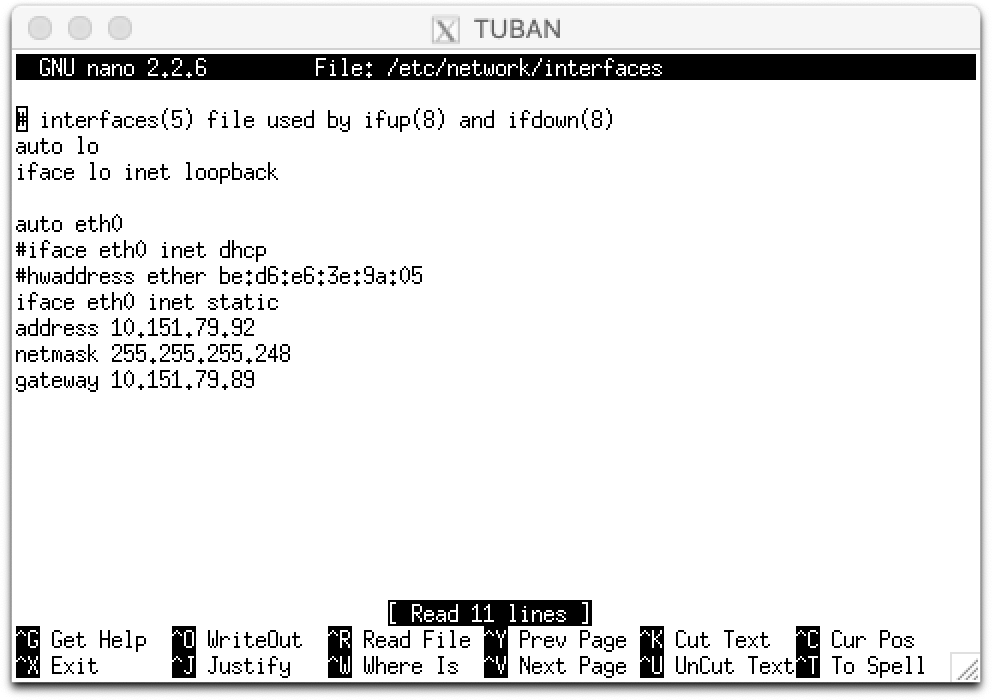 TUBAN
GNU nano 2.2.6 File: /etc/network/interfaces
# interfaces(5) file used by ifup(8) and ifdown(8)
auto lo
iface lo inet loopback
auto eth0
#iface eth0 inet dhcp
#hwaddress ether be:d6:e6:3e:9a:05
iface eth0 inet static
address 10.151.79.92
netmask 255.255.255.248
gateway 10.151.79.89
[ Read 11 lines ]
^G Get Help ^O WriteOut ^R Read File ^Y Prev Page ^K Cut Text ^C Cur Pos
^X Exit ^J Justify ^W Where Is ^V Next Page ^U UnCut Text ^T To Spell